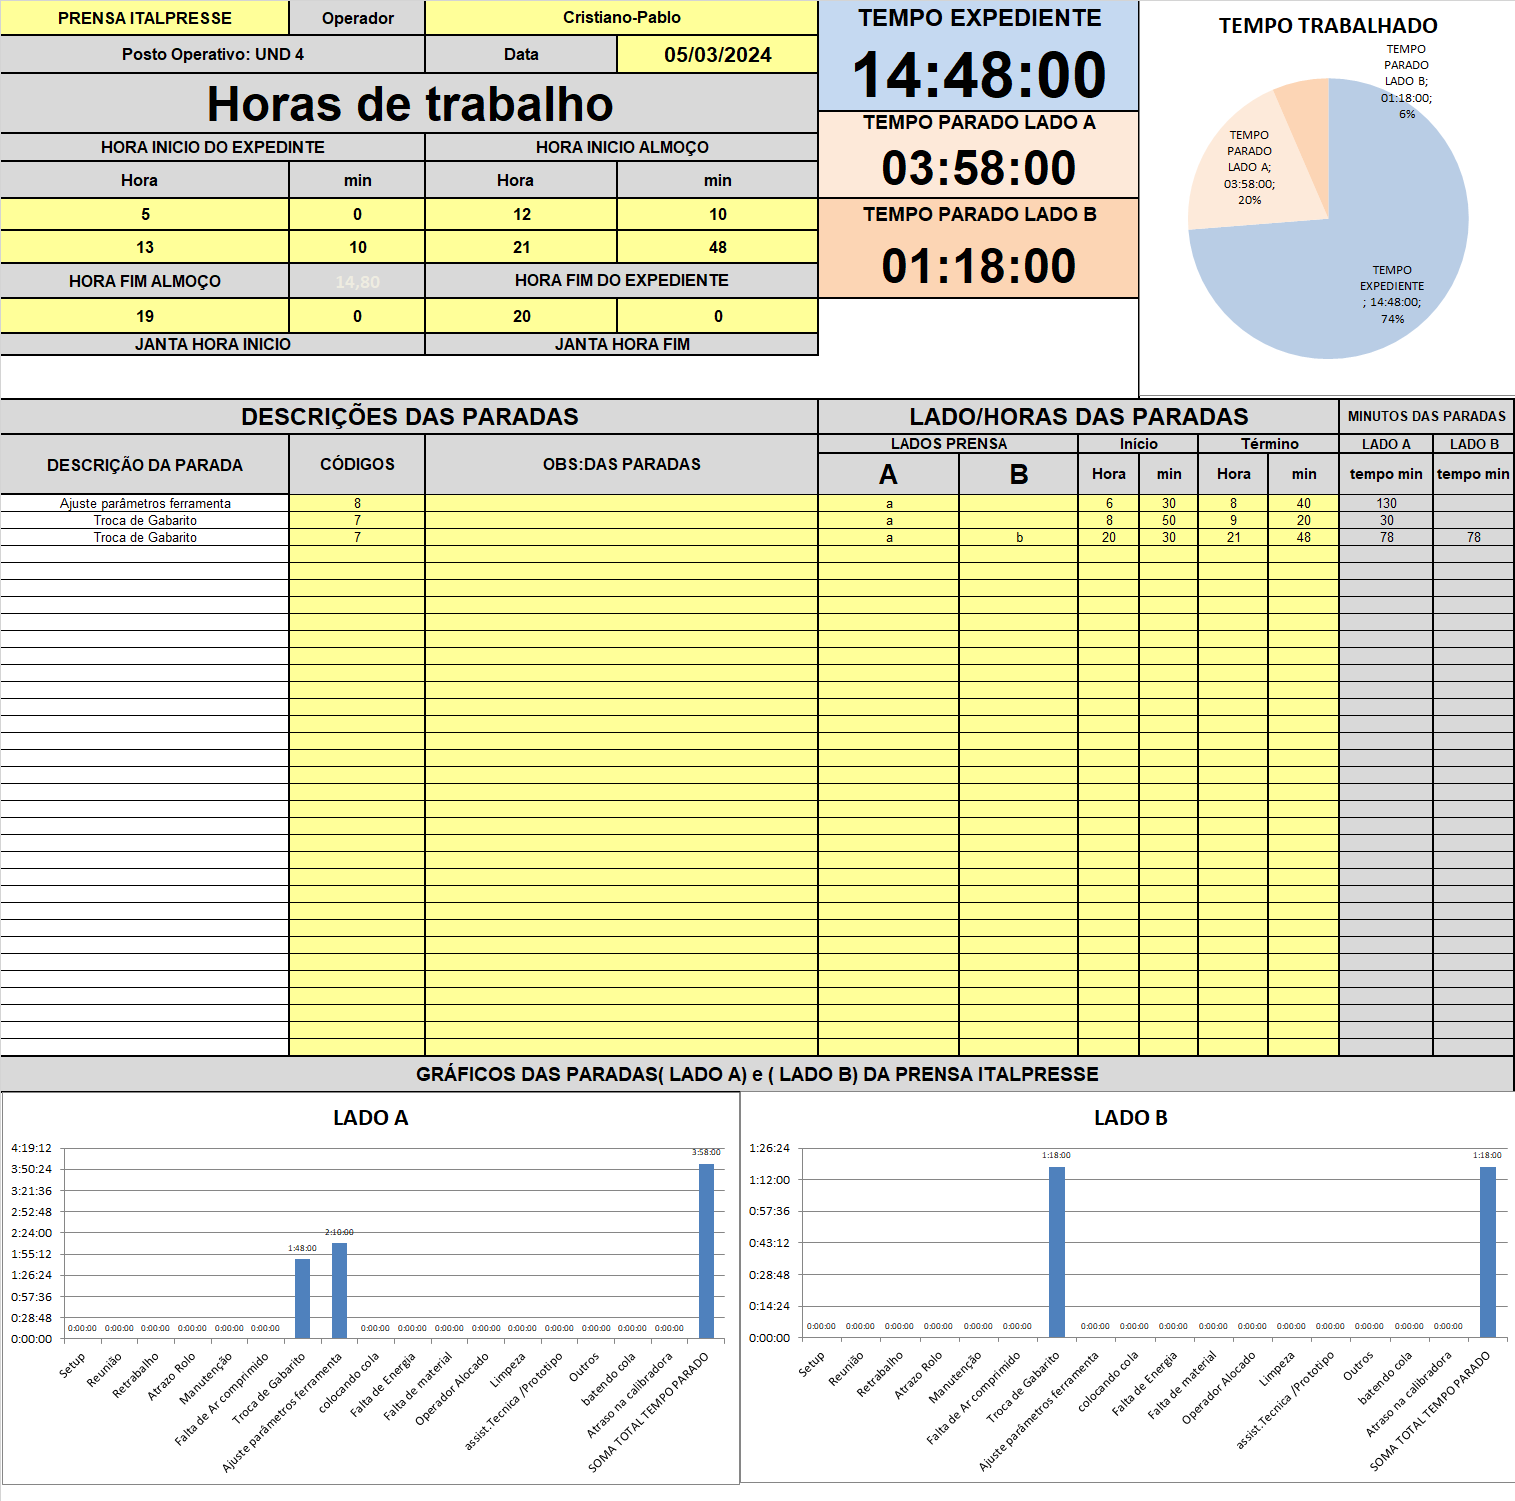 PRENSA ITALPRESSE Operador Cristiano-Pablo
Posto Operativo: UND 4 Data 05/03/2024
Horas de trabalho
HORA INICIO DO EXPEDINTE HORA INICIO ALMOÇO
Hora min Hora min
5 0 12 10
13 10 21 48
HORA FIM ALMOÇO 14,80 HORA FIM DO EXPEDIENTE
19 0 20 0
JANTA HORA INICIO JANTA HORA FIM
TEMPO EXPEDIENTE
14:48:00
TEMPO PARADO LADO A
03:58:00
TEMPO PARADO LADO B
01:18:00
TEMPO TRABALHADO
TEMPO
PARADO
LADO B;
01:18:00;
6%
TEMPO
PARADO
LADO A;
03:58:00;
20%
TEMPO
EXPEDIENTE
; 14:48:00;
74%
DESCRIÇÕES DAS PARADAS LADO/HORAS DAS PARADAS MINUTOS DAS PARADAS
DESCRIÇÃO DA PARADA CÓDIGOS OBS:DAS PARADAS
LADOS PRENSA Início Término LADO A LADO B
A B Hora min Hora min tempo min tempo min
Ajuste parâmetros ferramenta 8 a 6 30 8 40 130
Troca de Gabarito 7 a 8 50 9 20 30
Troca de Gabarito 7 a b 20 30 21 48 78 78
GRÁFICOS DAS PARADAS( LADO A) e ( LADO B) DA PRENSA ITALPRESSE
LADO A
4:19:12
3:50:24
3:21:36
2:52:48
2:24:00
1:55:12
1:26:24
0:57:36
0:28:48
0:00:00
0:00:00 0:00:00 0:00:00 0:00:00 0:00:00 0:00:00 1:48:00 2:10:00 0:00:00 0:00:00 0:00:00 0:00:00 0:00:00 0:00:00 0:00:00 0:00:00 0:00:00 3:58:00
Setup
Reunião
Retrabalho
Atrazo Rolo
Manutenção
Falta de Ar comprimido
Troca de Gabarito
Ajuste parâmetros ferramenta
colocando cola
Falta de Energia
Falta de material
Operador Alocado
Limpeza
assist.Tecnica /Prototipo
Outros
batendo cola
Atraso na calibradora
SOMA TOTAL TEMPO PARADO
LADO B
1:26:24
1:12:00
0:57:36
0:43:12
0:28:48
0:14:24
0:00:00
0:00:00 0:00:00 0:00:00 0:00:00 0:00:00 0:00:00 1:18:00 0:00:00 0:00:00 0:00:00 0:00:00 0:00:00 0:00:00 0:00:00 0:00:00 0:00:00 0:00:00 1:18:00
Setup
Reunião
Retrabalho
Atrazo Rolo
Manutenção
Falta de Ar comprimido
Troca de Gabarito
Ajuste parâmetros ferramenta
colocando cola
Falta de Energia
Falta de material
Operador Alocado
Limpeza
assist.Tecnica /Prototipo
Outros
batendo cola
Atraso na calibradora
SOMA TOTAL TEMPO PARADO